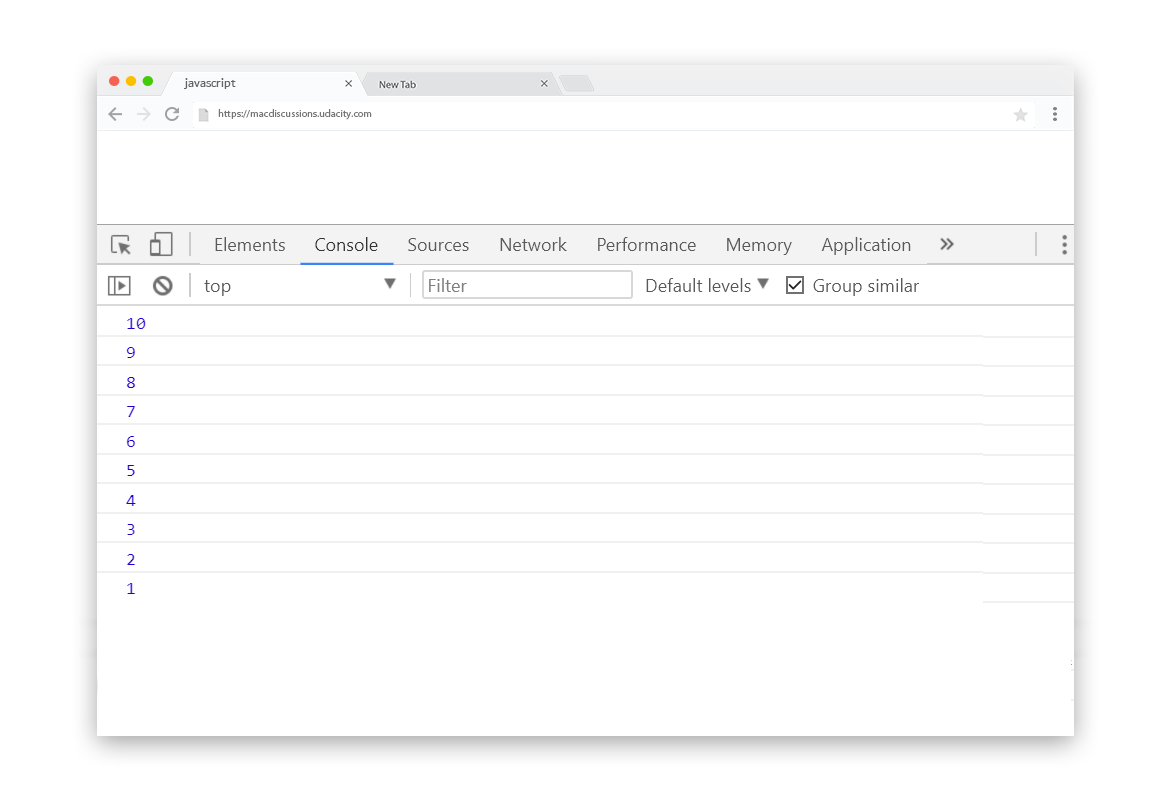 javascript New Tab
https://macdiscussions.udacity.com
Elements Console Sources Network Performance Memory Application
top Filter Default levels Group similar
10
9
8
7
6
5
4
3
2
1